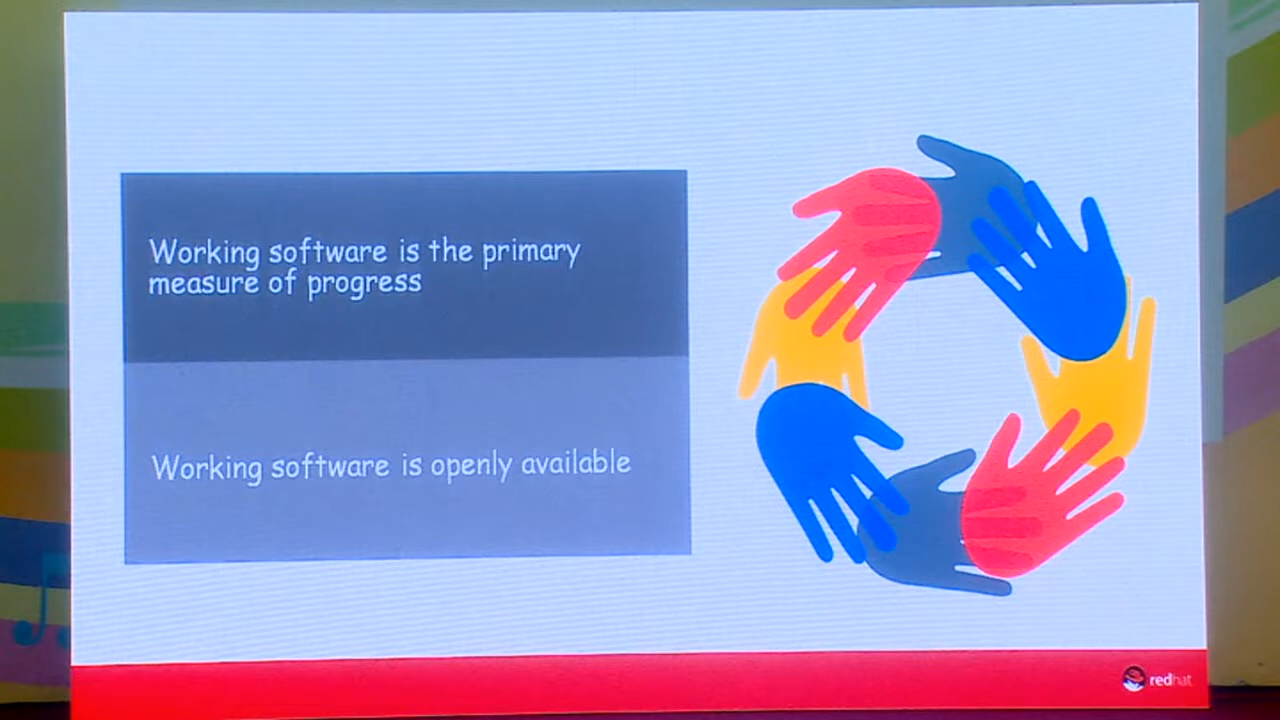 Working software is the primary
measure of progress
Working software is openly available
redhat